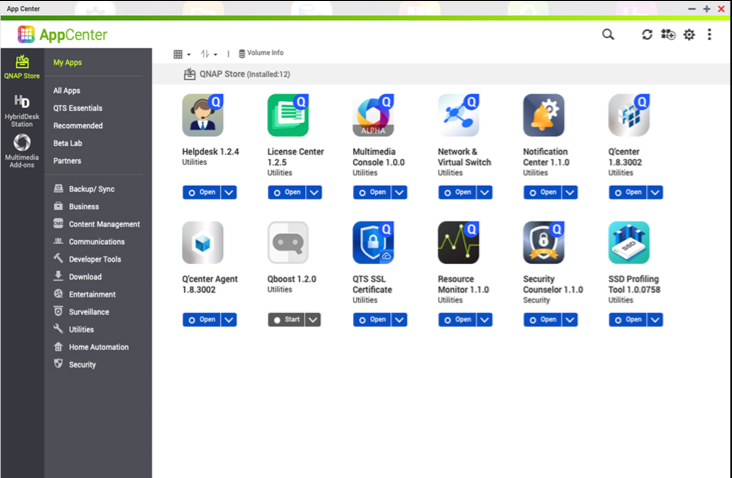 App Center
AppCenter
Volume Info
QNAP Store
HD
HybridDesk
Station
Multimedia
Add-ons
My Apps
All Apps
QTS Essentials
Recommended
Beta Lab
Partners
Backup/ Sync
Business
Content Management
Communications
Developer Tools
Download
Entertainment
Surveillance
Utilities
Home Automation
Security
QNAP Store (Installed:12)
Q
Helpdesk 1.2.4
Utilities
Open
Q
License Center
1.2.5
Utilities
Open
Q
ALPHA
Multimedia
Console 1.0.0
Utilities
Open
Q
Network &
Virtual Switch
Utilities
Open
Q
Notification
Center 1.1.0
Utilities
Open
Q
Q'center
1.8.3002
Utilities
Open
Q'center Agent
1.8.3002
Open
Qboost 1.2.0
Utilities
Start
Q
QTS SSL
Certificate
Utilities
Open
Q
Resource
Monitor 1.1.0
Utilities
Open
Q
Security
Counselor 1.1.0
Security
Open
SSD
SSD Profiling
Tool 1.0.0758
Utilities
Open